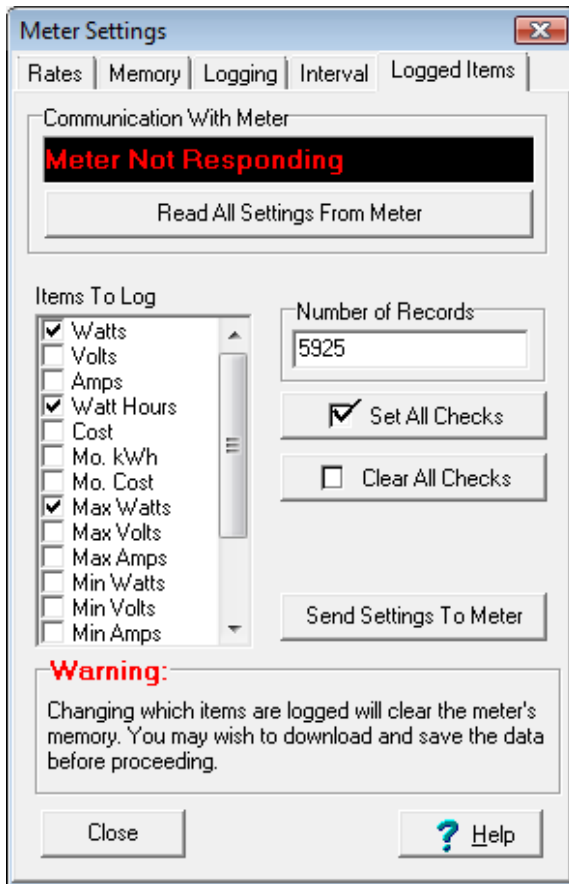 Meter Settings
Rates Memory Logging Interval Logged Items
Communication With Meter
Meter Not Responding
Read All Settings From Meter
Items To Log
Watts
Volts
Amps
Watt Hours
Cost
Mo. kWh
Mo. Cost
Max Watts
Max Volts
Max Amps
Min Watts
Min Volts
Min Amps
Number of Records
5925
Set All Checks
Clear All Checks
Send Settings To Meter
Warning:
Changing which items are logged will clear the meter's
memory. You may wish to download and save the data
before proceeding.
Close
? Help